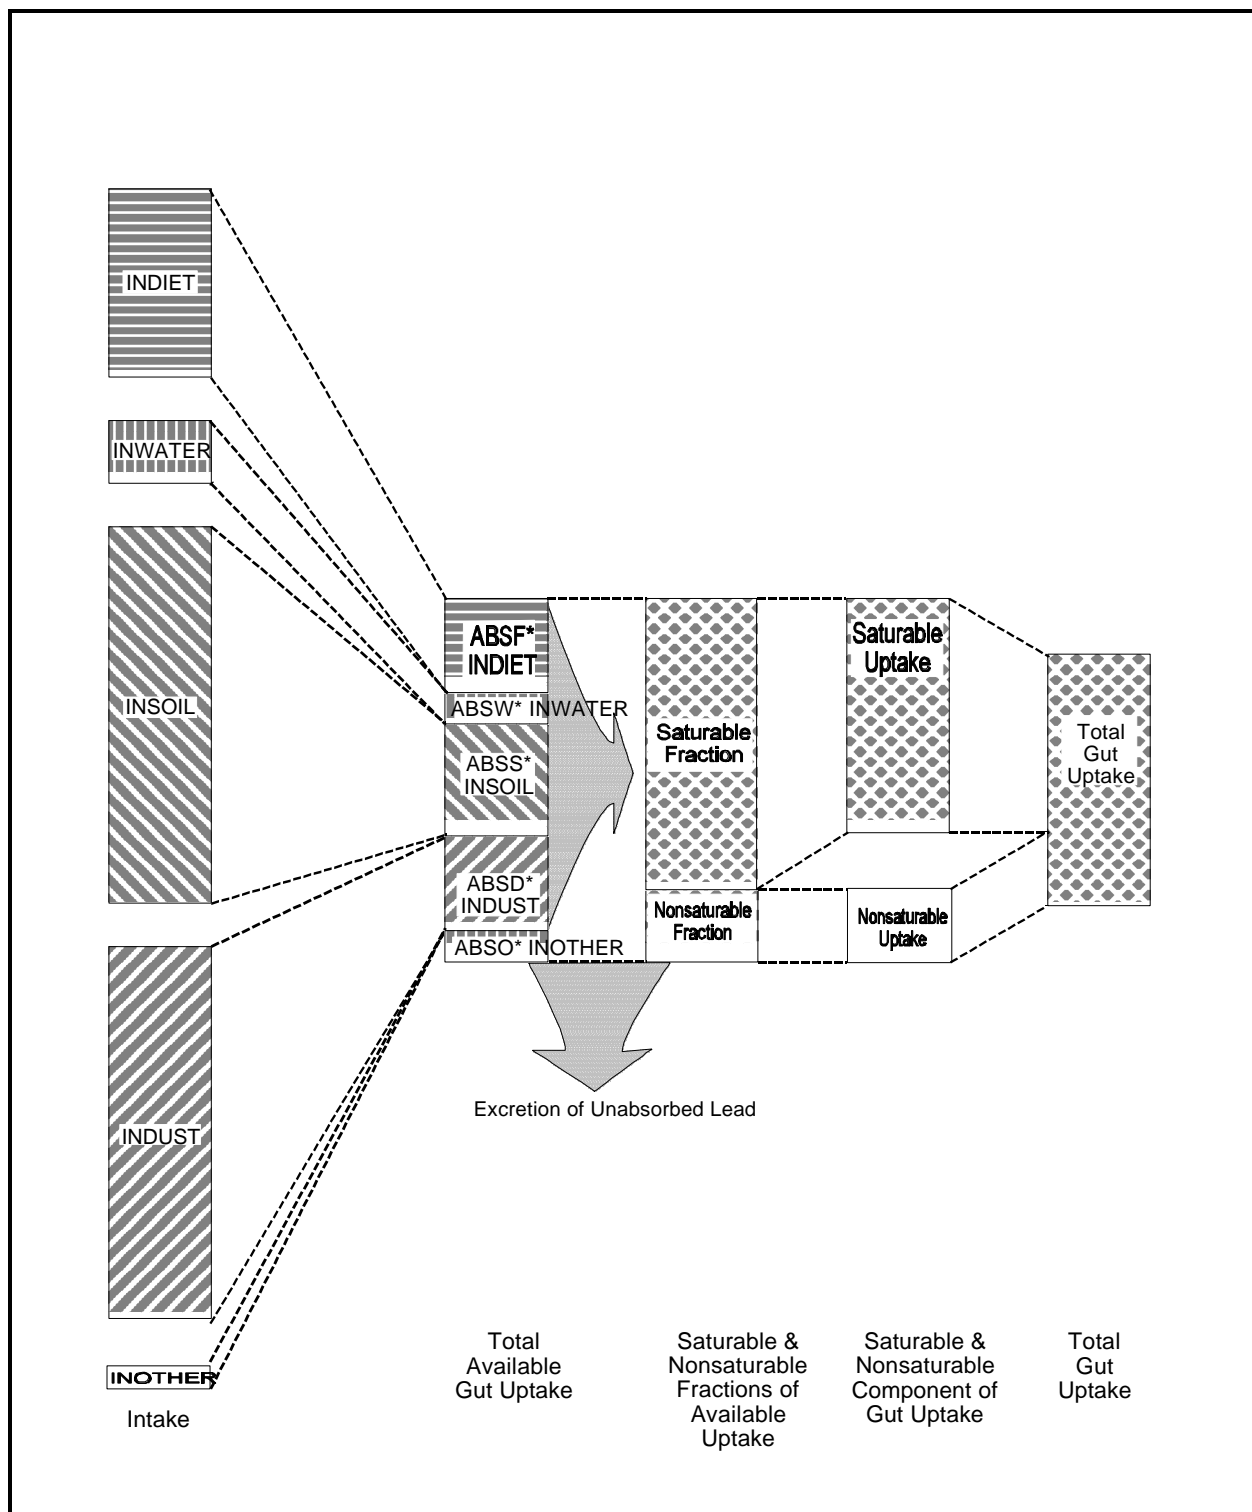 INDIET
INWATER
INSOIL
INDUST
INOTHER
Intake
ABSF*
INDIET
ABSW* INWATER
ABSS*
INSOIL
ABSD*
INDUST
ABSO* INOTHER
Excretion of Unabsorbed Lead
Total
Available
Gut Uptake
Saturable
Fraction
Nonsaturable
Fraction
Saturable &
Nonsaturable
Fractions of
Available
Uptake
Saturable
Uptake
Nonsaturable
Uptake
Saturable &
Nonsaturable
Component of
Gut Uptake
Total
Gut
Uptake
Total
Gut
Uptake